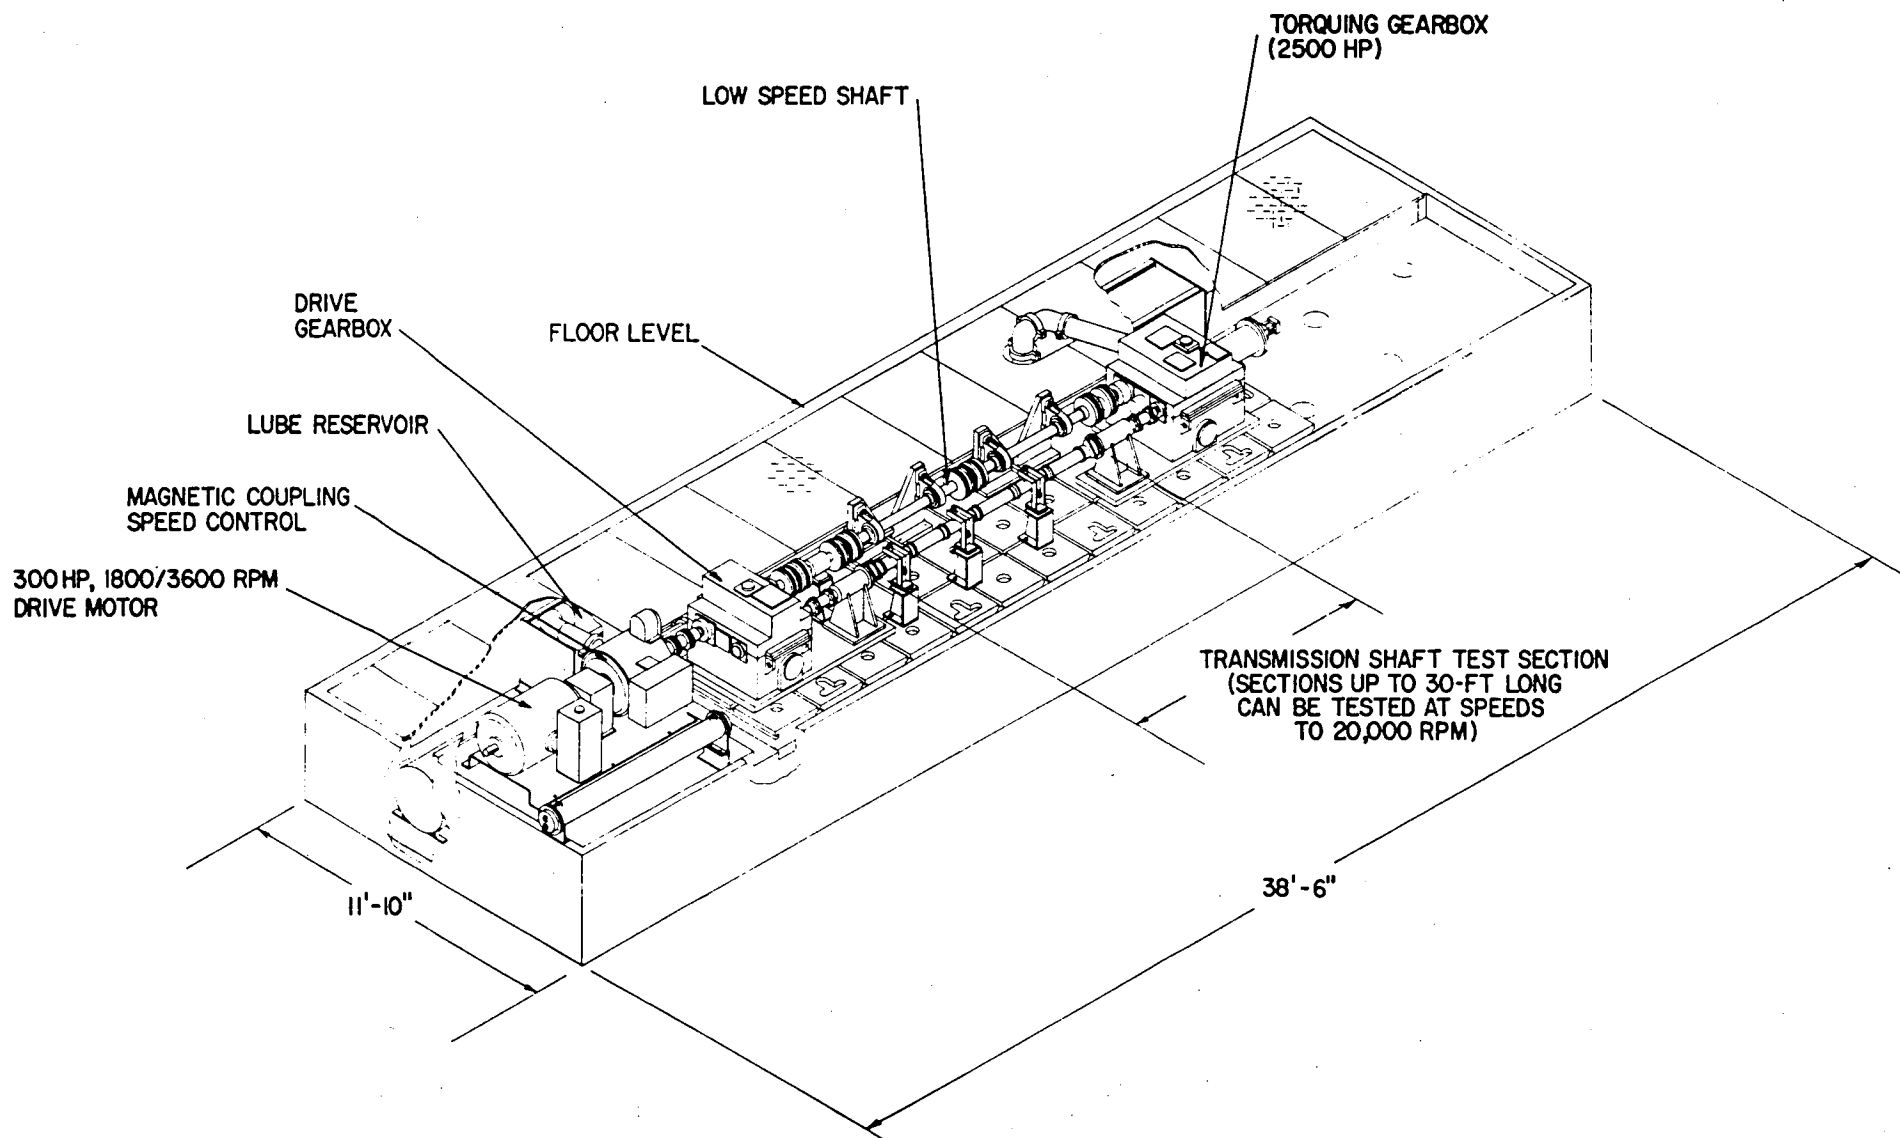 TORQUING GEARBOX
(2500 HP)
LOW SPEED SHAFT
DRIVE
GEARBOX
FLOOR LEVEL
LUBE RESERVOIR
MAGNETIC COUPLING
SPEED CONTROL
300 HP, 1800/3600 RPM
DRIVE MOTOR
TRANSMISSION SHAFT TEST SECTION
(SECTIONS UP TO 30-FT LONG
CAN BE TESTED AT SPEEDS
TO 20,000 RPM)
11'-10"
38'-6"